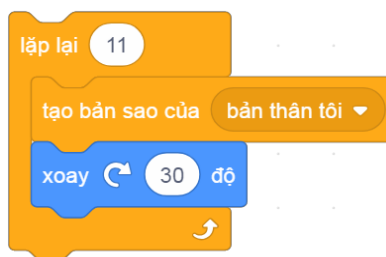 lặp lại 11
tạo bản sao của bản thân tôi
xoay 30 độ